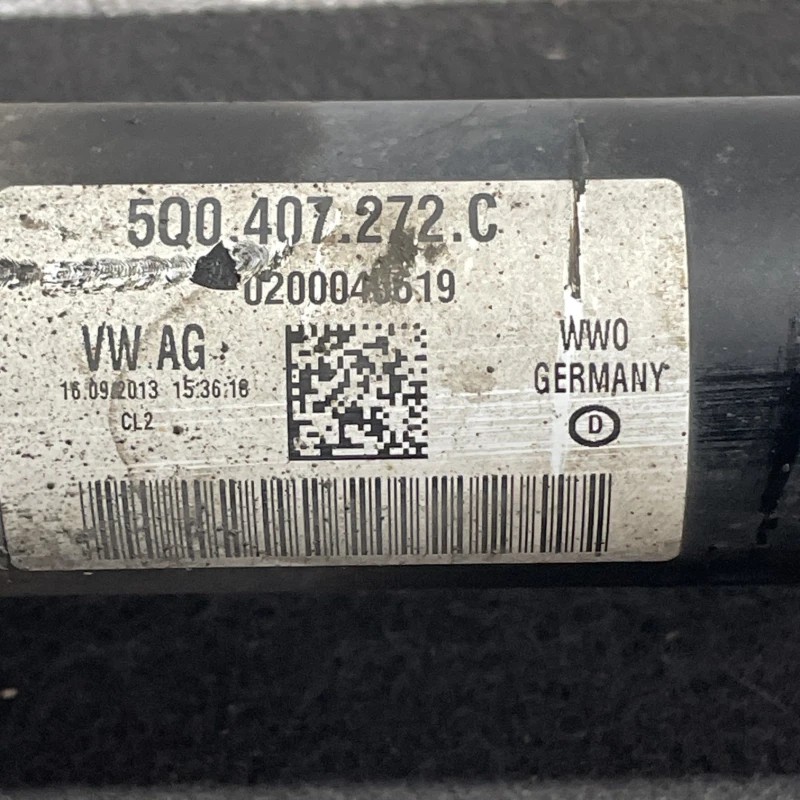 5Q0.407.272.C
VW AG
16.09.2013 15:36:18
CL2
WWO
GERMANY
D